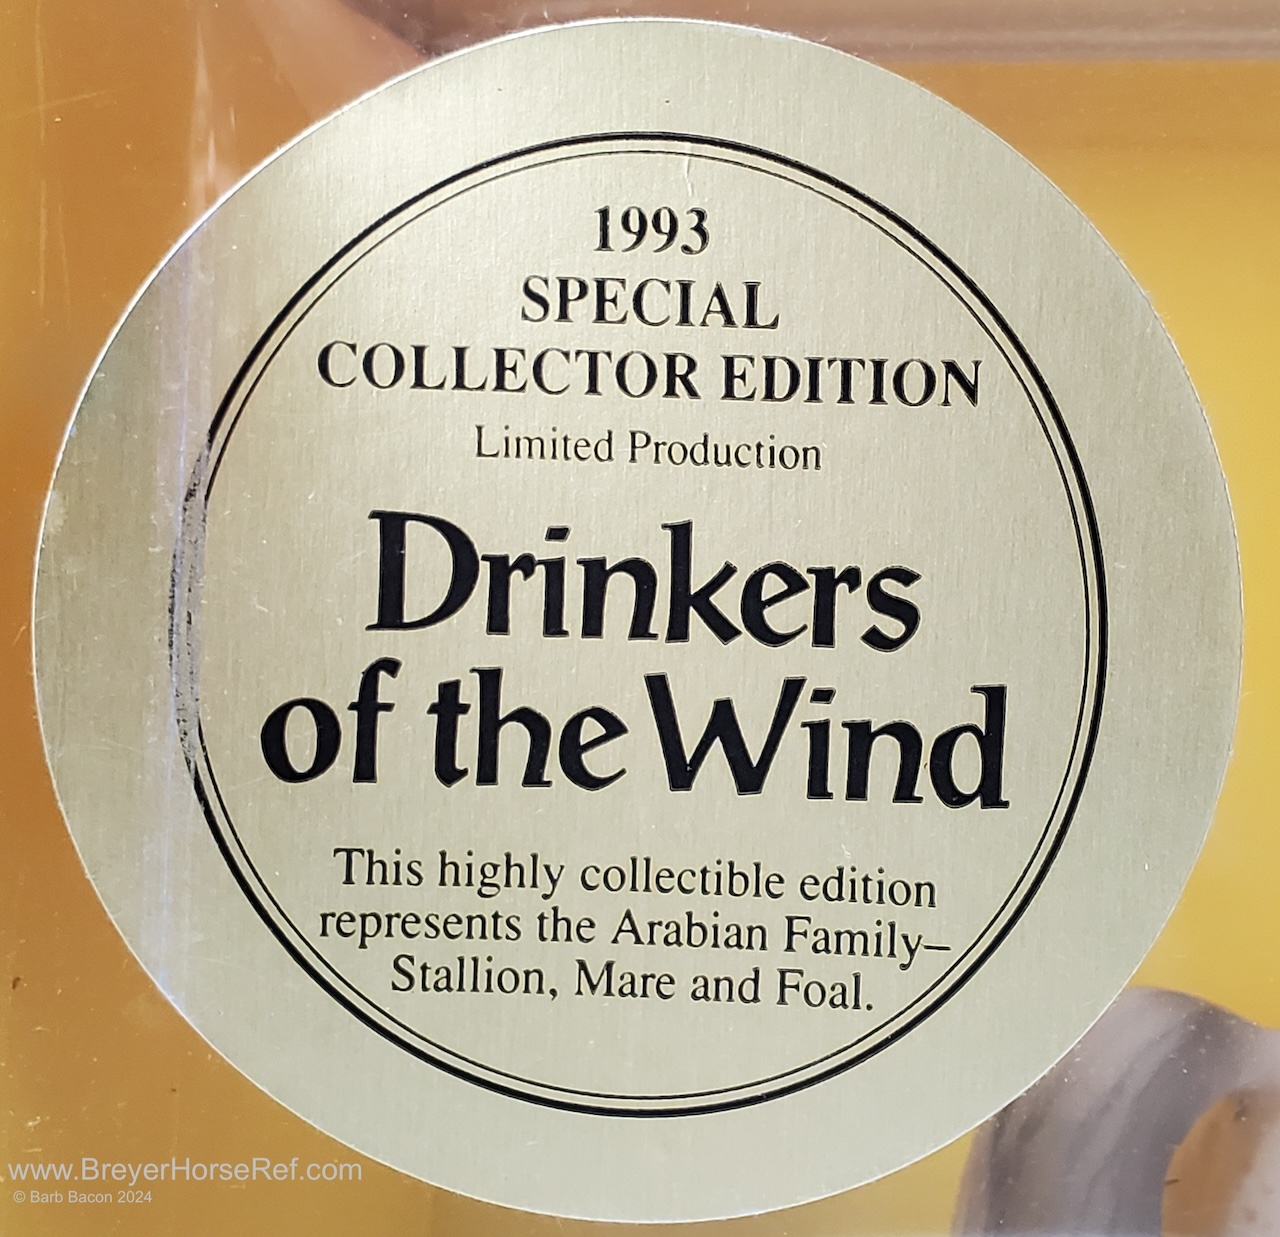 1993
SPECIAL
COLLECTOR EDITION
Limited Production
Drinkers
of the Wind
This highly collectible edition
represents the Arabian Family–
Stallion, Mare and Foal.
www.BreyerHorseRef.com
© Barb Bacon 2024